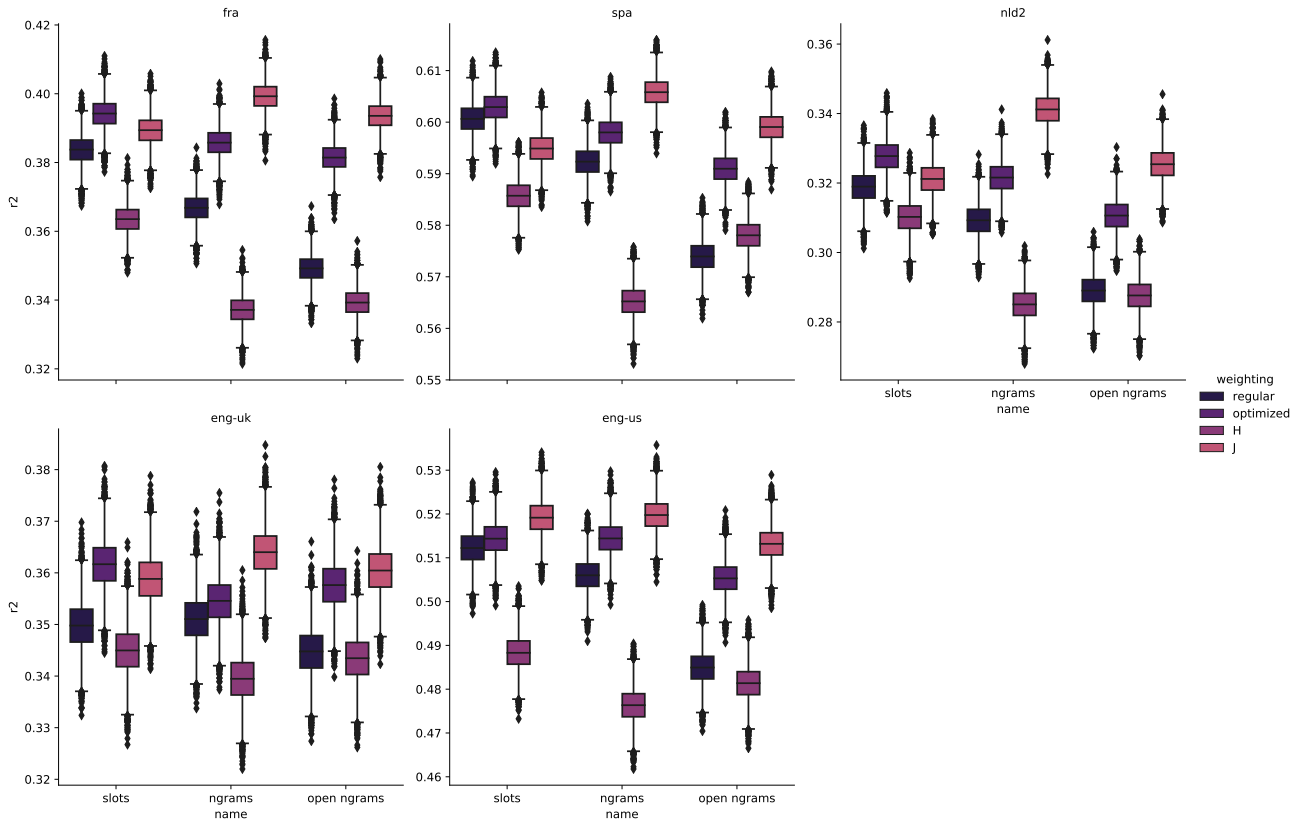 fra
spa
nld2
0.42
0.40
0.38
0.36
0.34
0.32
r2
0.61
0.60
0.59
0.58
0.57
0.56
0.55
0.36
0.34
0.32
0.30
0.28
slots
ngrams
open ngrams
name
weighting
regular
optimized
H
J
eng-uk
eng-us
0.38
0.37
0.36
0.35
0.34
0.33
0.32
r2
slots
ngrams
open ngrams
name
0.53
0.52
0.51
0.50
0.49
0.48
0.47
0.46
slots
ngrams
open ngrams
name